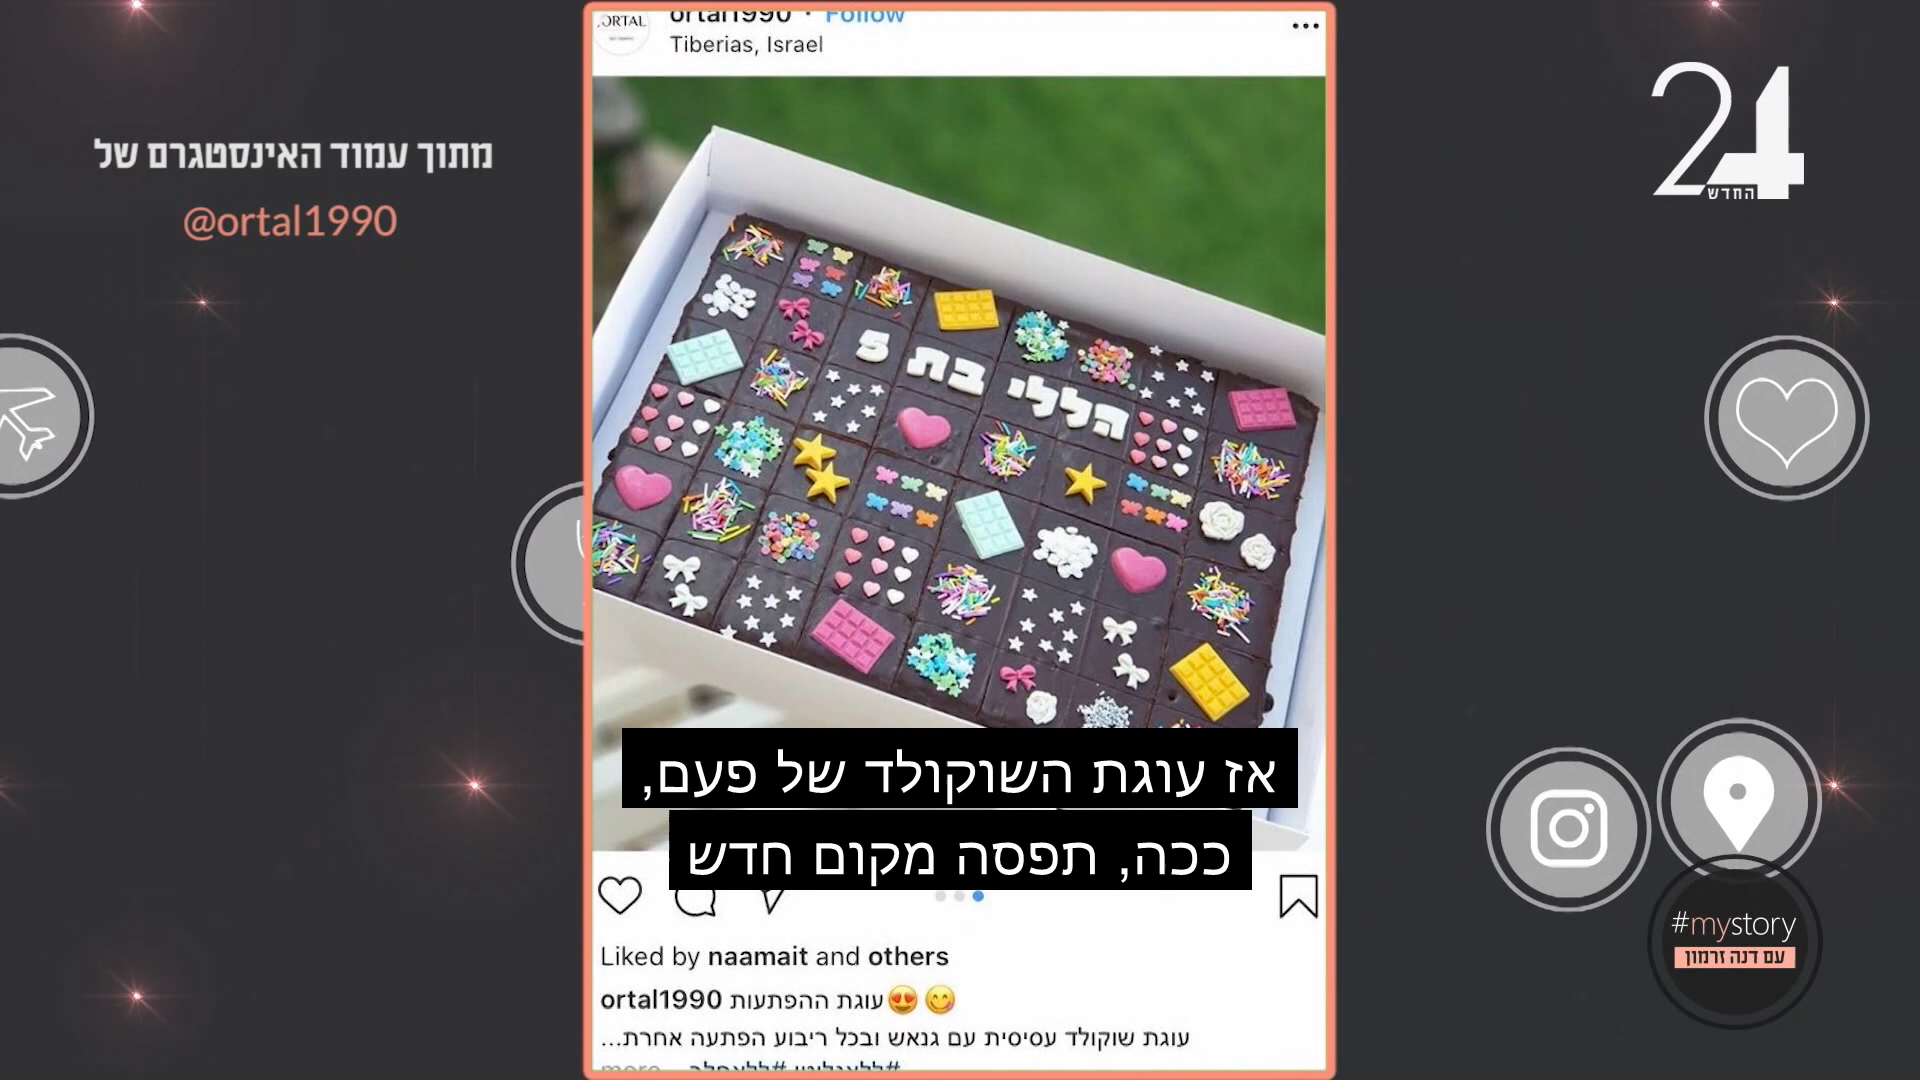 מתוך עמוד האינסטגרם של
@ortal1990
ORTAL
ortal1990 · Follow
Tiberias, Israel
24
החדש
הללי בת 5
אז עוגת השוקולד של פעם,
ככה, תפסה מקום חדש
Liked by naamait and others
ortal1990 עוגת ההפתעות😍 😋
עוגת שוקולד עסיסית עם גנאש ובכל ריבוע הפתעה אחרת...
#mystory
עם דנה זרמון